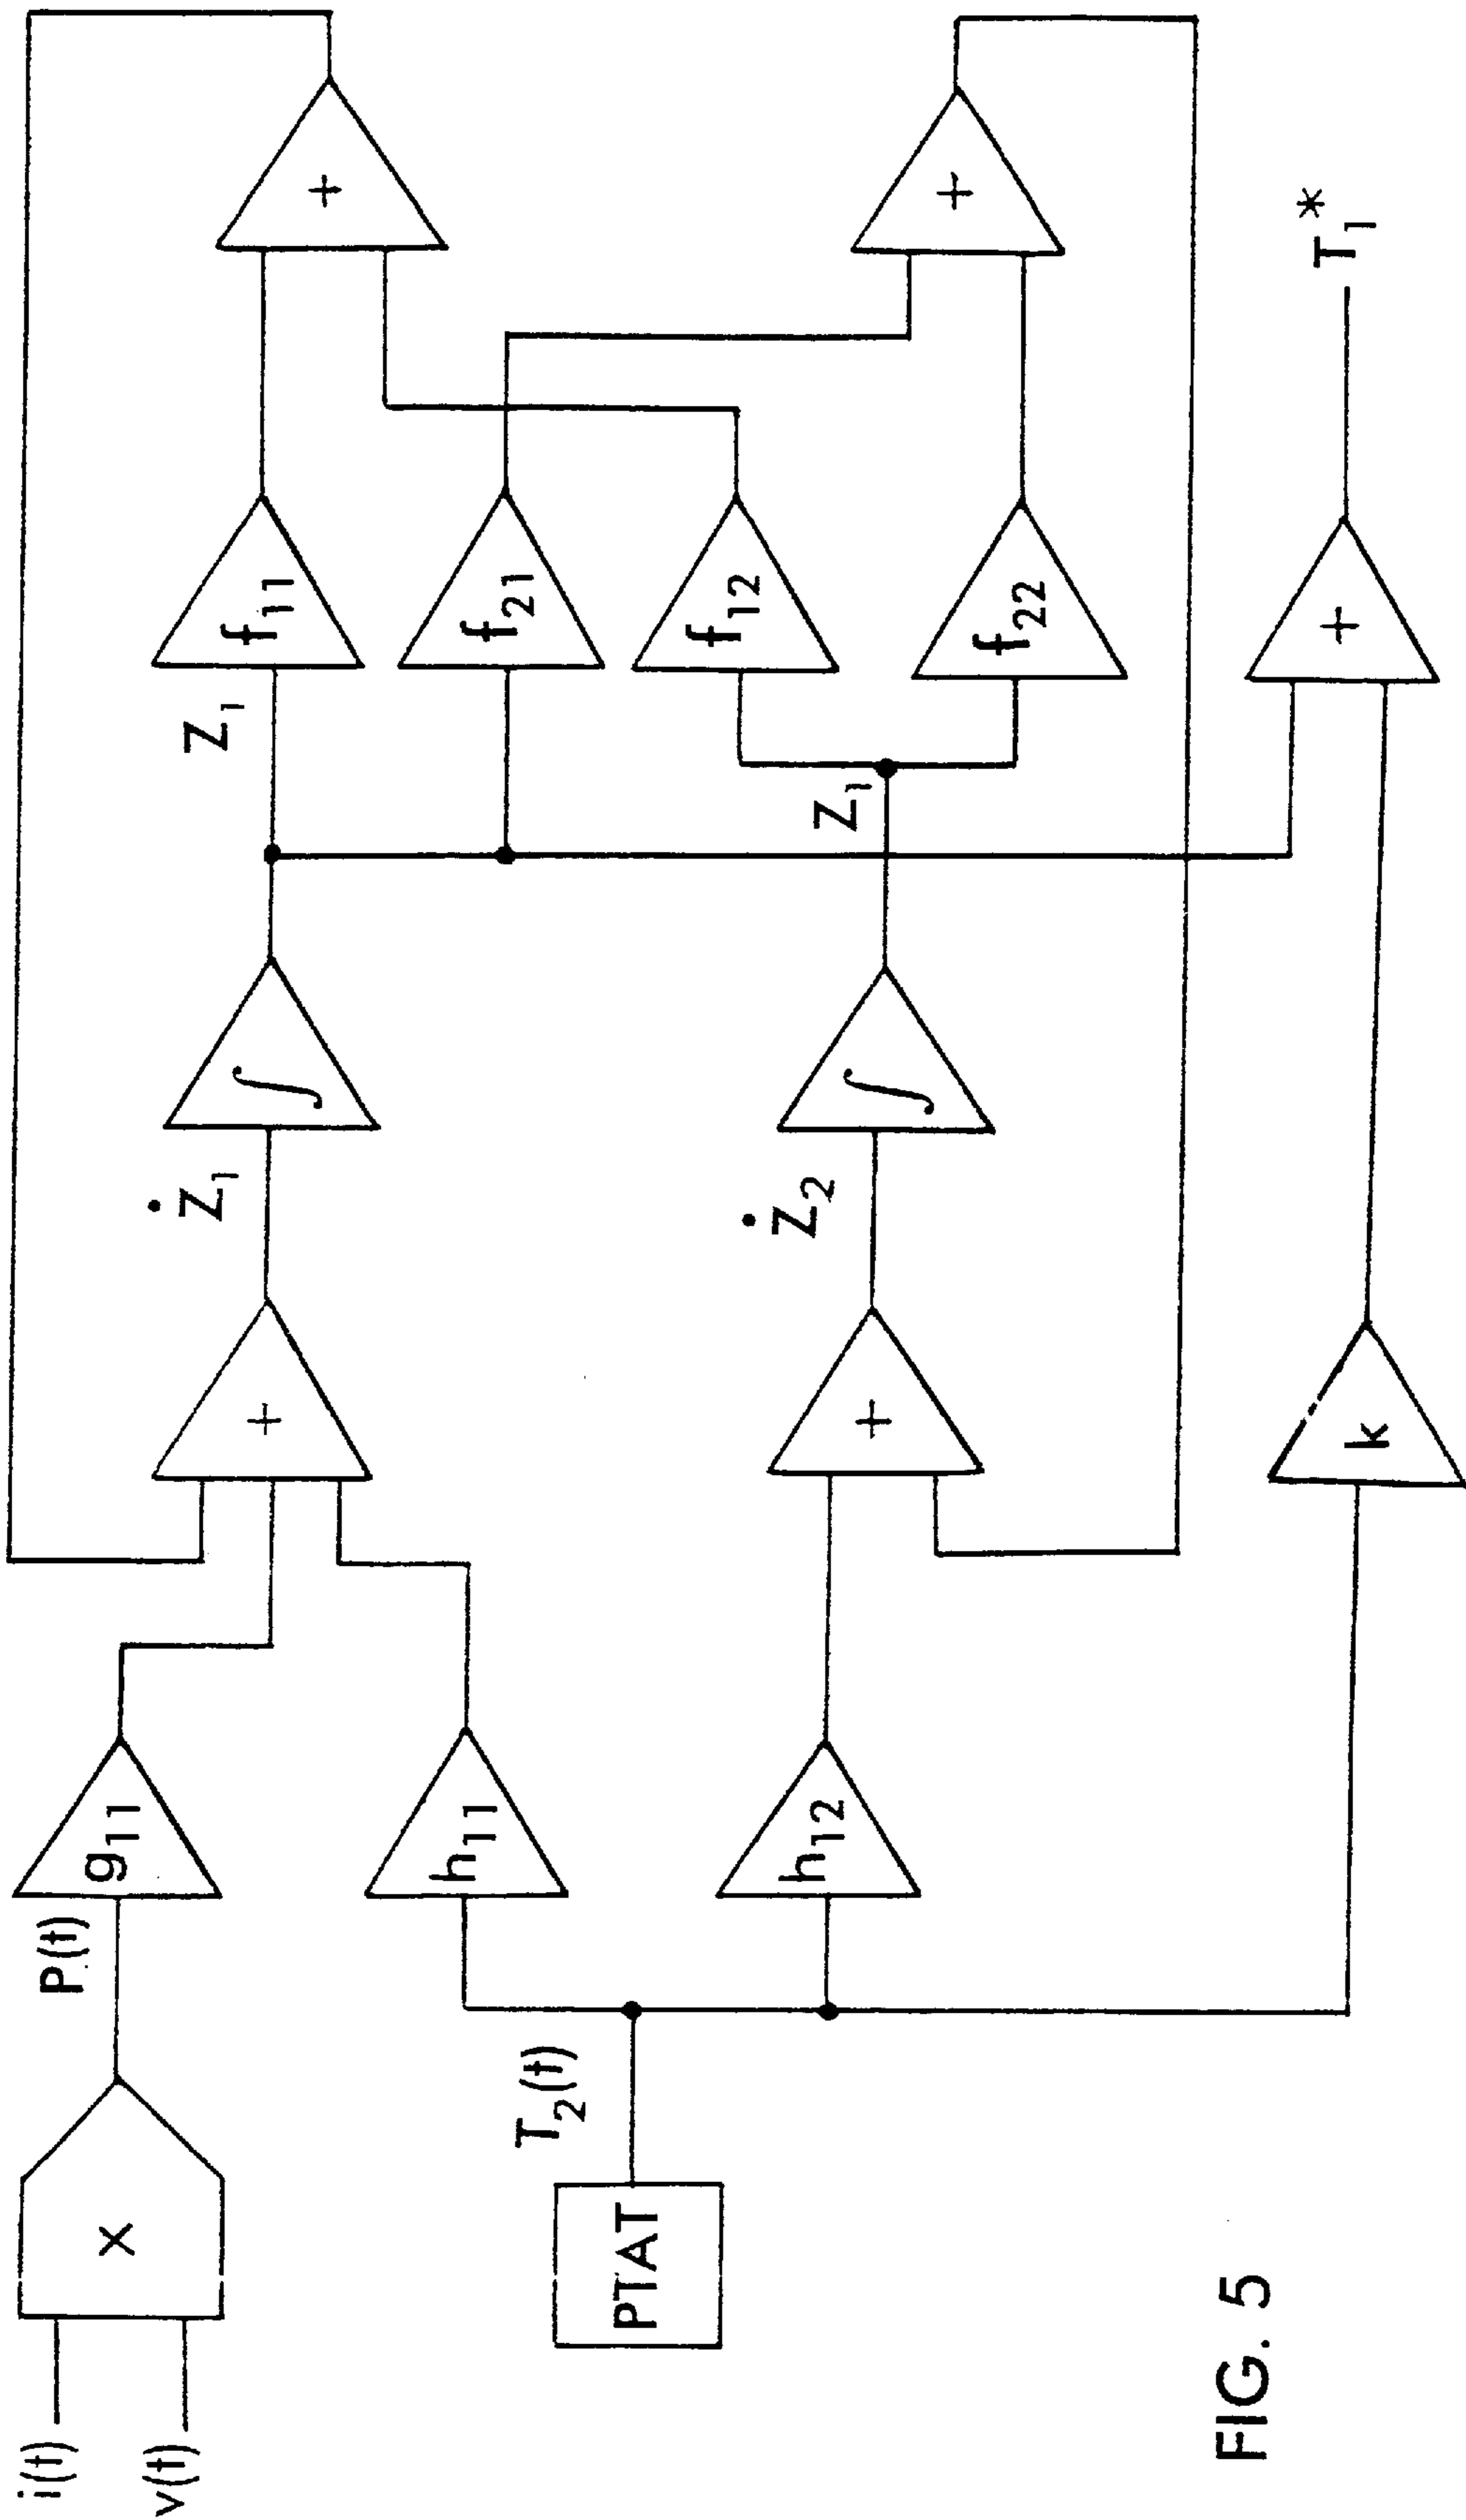 i(t)
v(t)
×
P(t)
g11
PTAT
T2(t)
h11
h12
k
+
Ż1
∫
Z1
+
Ż2
∫
Z1
f11
f21
f12
f22
+
+
+
T1*
FIG. 5